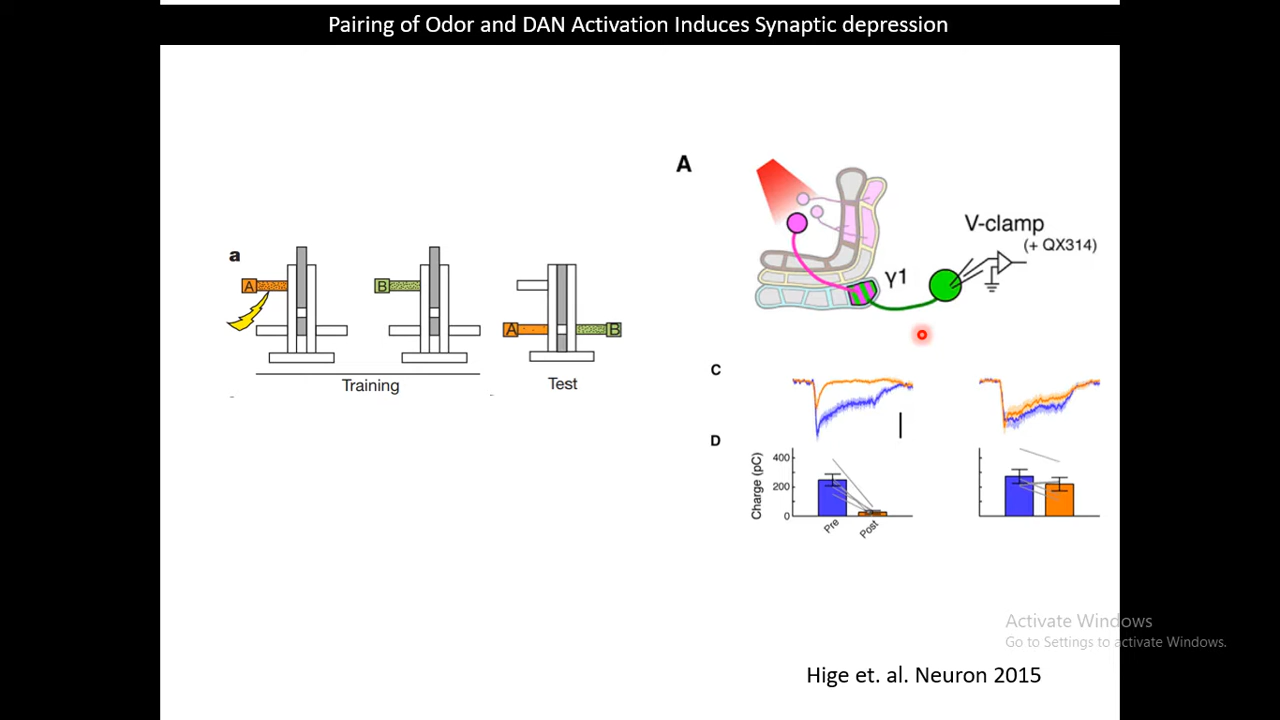 Pairing of Odor and DAN Activation Induces Synaptic depression
A
V-clamp
(+ QX314)
γ1
a
A
B
A
B
Training
Test
C
D
Charge (pC)
400
200
0
Pre
Post
Activate Windows
Go to Settings to activate Windows.
Hige et. al. Neuron 2015